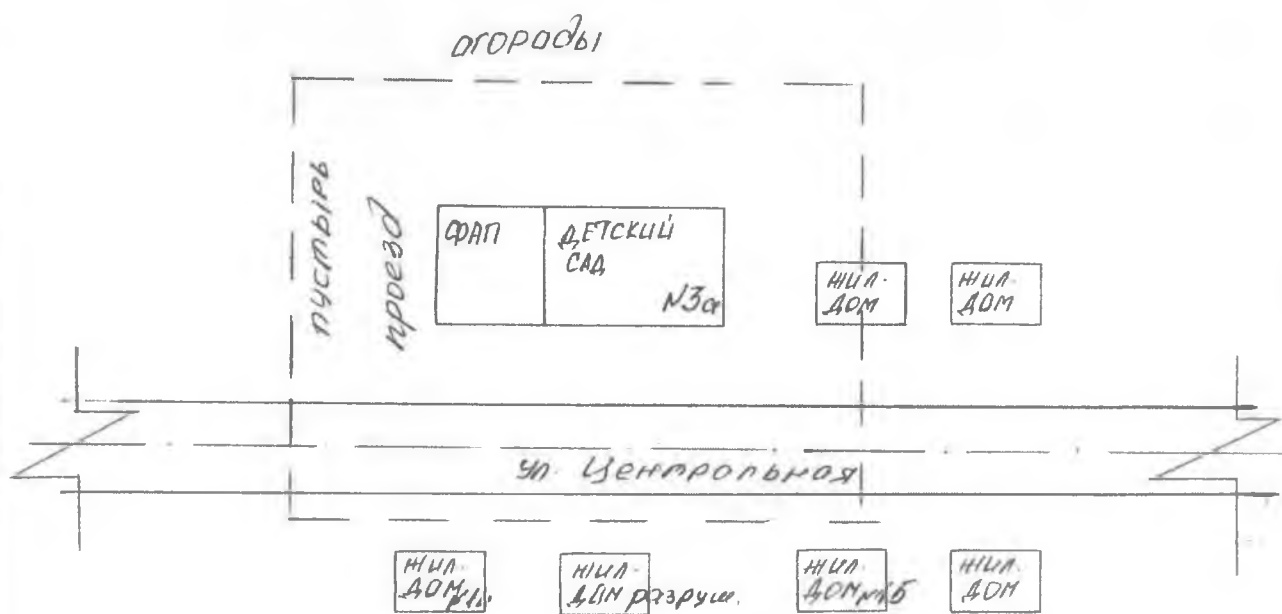 огороды
пустырь
проезд
ФАП
ДЕТСКИЙ
САД
№3а
ЖИЛ.
ДОМ
ЖИЛ.
ДОМ
ул. Центральная
ЖИЛ.
ДОМ
ЖИЛ.
ДОМ разруш.
ЖИЛ.
ДОМ
ЖИЛ.
ДОМ